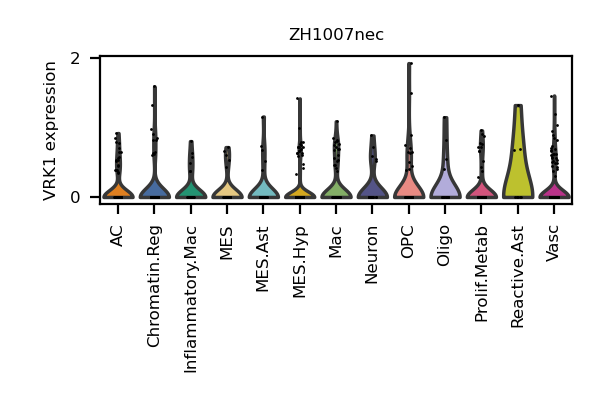 ZH1007nec
VRK1 expression
2
0
AC
Chromatin.Reg
Inflammatory.Mac
MES
MES.Ast
MES.Hyp
Mac
Neuron
OPC
Oligo
Prolif.Metab
Reactive.Ast
Vasc